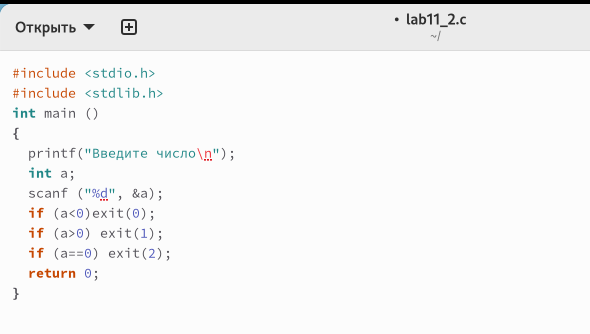 Открыть
• lab11_2.c
~/
#include <stdio.h>
#include <stdlib.h>
int main ()
{
  printf("Введите число\n");
  int a;
  scanf ("%d", &a);
  if (a<0)exit(0);
  if (a>0) exit(1);
  if (a==0) exit(2);
  return 0;
}